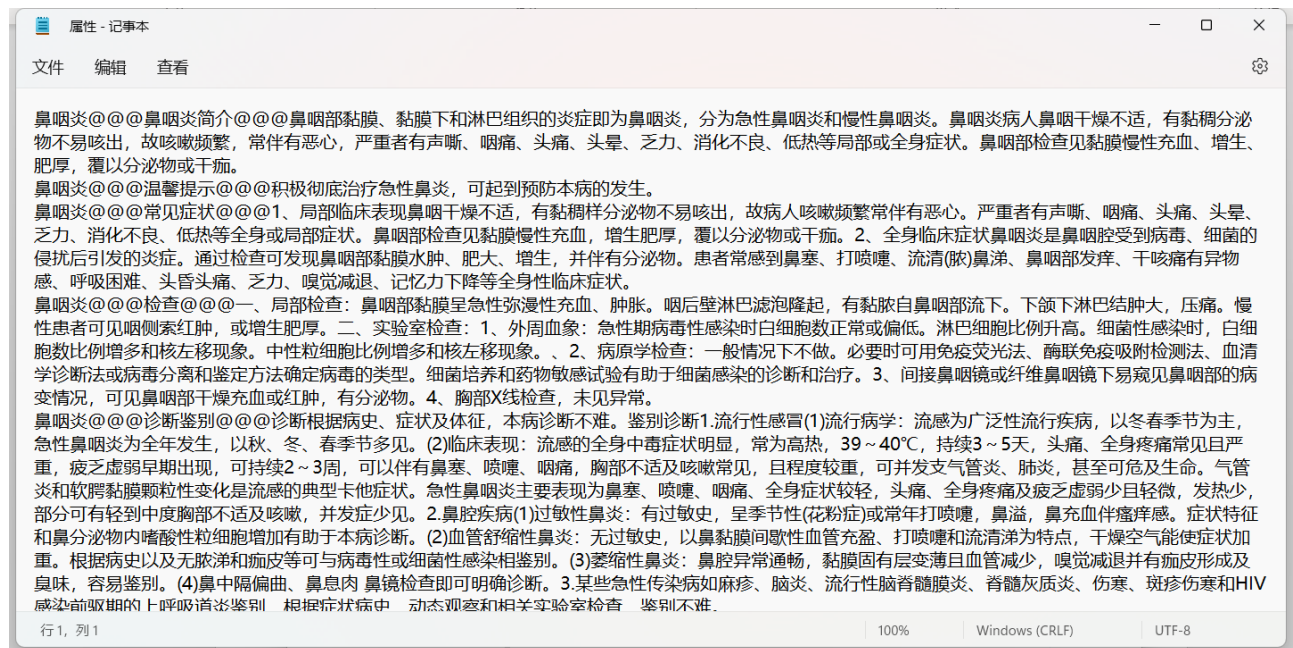 属性 - 记事本
文件 编辑 查看
鼻咽炎@@@鼻咽炎简介@@@鼻咽部黏膜、黏膜下和淋巴组织的炎症即为鼻咽炎，分为急性鼻咽炎和慢性鼻咽炎。鼻咽炎病人鼻咽干燥不适，有黏稠分泌
物不易咳出，故咳嗽频繁，常伴有恶心，严重者有声嘶、咽痛、头痛、头晕、乏力、消化不良、低热等局部或全身症状。鼻咽部检查见黏膜慢性充血、增生、
肥厚，覆以分泌物或干痂。
鼻咽炎@@@温馨提示@@@积极彻底治疗急性鼻炎，可起到预防本病的发生。
鼻咽炎@@@常见症状@@@1、局部临床表现鼻咽干燥不适，有黏稠样分泌物不易咳出，故病人咳嗽频繁常伴有恶心。严重者有声嘶、咽痛、头痛、头晕、
乏力、消化不良、低热等全身或局部症状。鼻咽部检查见黏膜慢性充血，增生肥厚，覆以分泌物或干痂。2、全身临床症状鼻咽炎是鼻咽腔受到病毒、细菌的
侵扰后引发的炎症。通过检查可发现鼻咽部黏膜水肿、肥大、增生，并伴有分泌物。患者常感到鼻塞、打喷嚏、流清(脓)鼻涕、鼻咽部发痒、干咳痛有异物
感、呼吸困难、头昏头痛、乏力、嗅觉减退、记忆力下降等全身性临床症状。
鼻咽炎@@@检查@@@一、局部检查：鼻咽部黏膜呈急性弥漫性充血、肿胀。咽后壁淋巴滤泡隆起，有黏脓自鼻咽部流下。下颌下淋巴结肿大，压痛。慢
性患者可见咽侧索红肿，或增生肥厚。二、实验室检查：1、外周血象：急性期病毒性感染时白细胞数正常或偏低。淋巴细胞比例升高。细菌性感染时，白细
胞数比例增多和核左移现象。中性粒细胞比例增多和核左移现象。、2、病原学检查：一般情况下不做。必要时可用免疫荧光法、酶联免疫吸附检测法、血清
学诊断法或病毒分离和鉴定方法确定病毒的类型。细菌培养和药物敏感试验有助于细菌感染的诊断和治疗。3、间接鼻咽镜或纤维鼻咽镜下易窥见鼻咽部的病
变情况，可见鼻咽部干燥充血或红肿，有分泌物。4、胸部X线检查，未见异常。
鼻咽炎@@@诊断鉴别@@@诊断根据病史、症状及体征，本病诊断不难。鉴别诊断1.流行性感冒(1)流行病学：流感为广泛性流行疾病，以冬春季节为主，
急性鼻咽炎为全年发生，以秋、冬、春季节多见。(2)临床表现：流感的全身中毒症状明显，常为高热，39～40℃，持续3～5天，头痛、全身疼痛常见且严
重，疲乏虚弱早期出现，可持续2～3周，可以伴有鼻塞、喷嚏、咽痛，胸部不适及咳嗽常见，且程度较重，可并发支气管炎、肺炎，甚至可危及生命。气管
炎和软腭黏膜颗粒性变化是流感的典型卡他症状。急性鼻咽炎主要表现为鼻塞、喷嚏、咽痛、全身症状较轻，头痛、全身疼痛及疲乏虚弱少且轻微，发热少，
部分可有轻到中度胸部不适及咳嗽，并发症少见。2.鼻腔疾病(1)过敏性鼻炎：有过敏史，呈季节性(花粉症)或常年打喷嚏，鼻溢，鼻充血伴瘙痒感。症状特征
和鼻分泌物内嗜酸性粒细胞增加有助于本病诊断。(2)血管舒缩性鼻炎：无过敏史，以鼻黏膜间歇性血管充盈、打喷嚏和流清涕为特点，干燥空气能使症状加
重。根据病史以及无脓涕和痂皮等可与病毒性或细菌性感染相鉴别。(3)萎缩性鼻炎：鼻腔异常通畅，黏膜固有层变薄且血管减少，嗅觉减退并有痂皮形成及
臭味，容易鉴别。(4)鼻中隔偏曲、鼻息肉 鼻镜检查即可明确诊断。3.某些急性传染病如麻疹、脑炎、流行性脑脊髓膜炎、脊髓灰质炎、伤寒、斑疹伤寒和HIV
感染前驱期的上呼吸道炎鉴别，根据症状病史，动态观察和相关实验室检查，鉴别不难。
行 1，列 1 100% Windows (CRLF) UTF-8